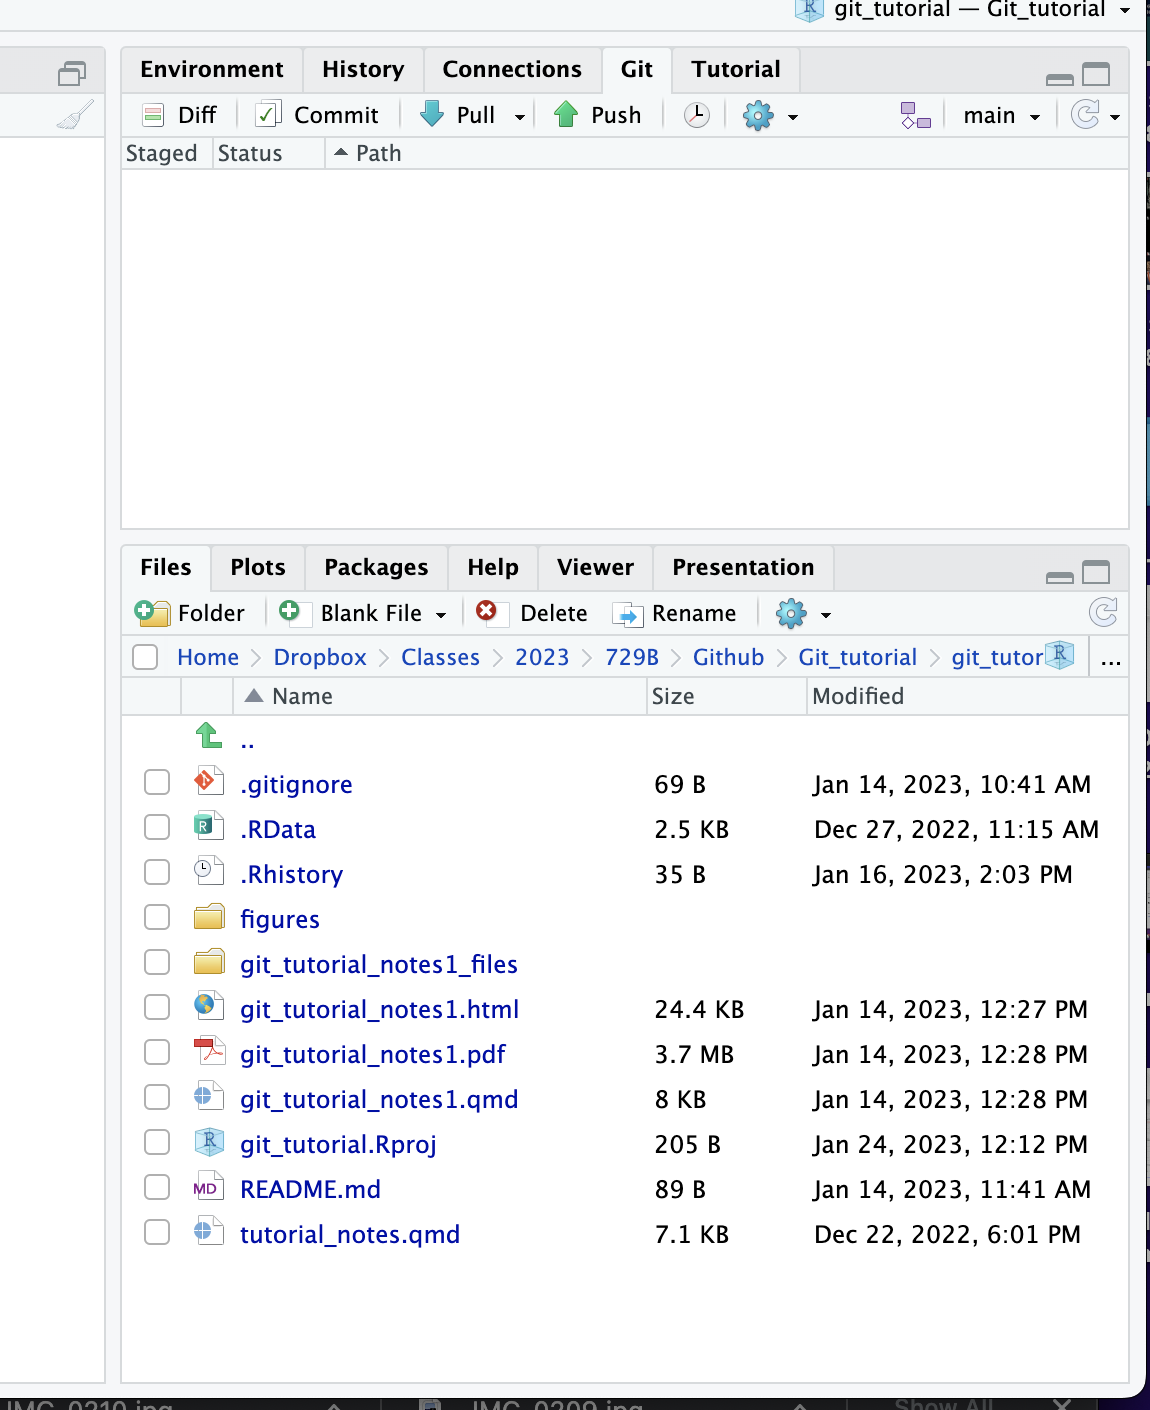 git_tutorial — Git_tutorial
Environment History Connections Git Tutorial
Diff Commit Pull Push main
Staged Status Path
Files Plots Packages Help Viewer Presentation
Folder Blank File Delete Rename
Home Dropbox Classes 2023 729B Github Git_tutorial git_tutor R ...
Name Size Modified
..
.gitignore 69 B Jan 14, 2023, 10:41 AM
.RData 2.5 KB Dec 27, 2022, 11:15 AM
.Rhistory 35 B Jan 16, 2023, 2:03 PM
figures
git_tutorial_notes1_files
git_tutorial_notes1.html 24.4 KB Jan 14, 2023, 12:27 PM
git_tutorial_notes1.pdf 3.7 MB Jan 14, 2023, 12:28 PM
git_tutorial_notes1.qmd 8 KB Jan 14, 2023, 12:28 PM
git_tutorial.Rproj 205 B Jan 24, 2023, 12:12 PM
README.md 89 B Jan 14, 2023, 11:41 AM
tutorial_notes.qmd 7.1 KB Dec 22, 2022, 6:01 PM
Show All